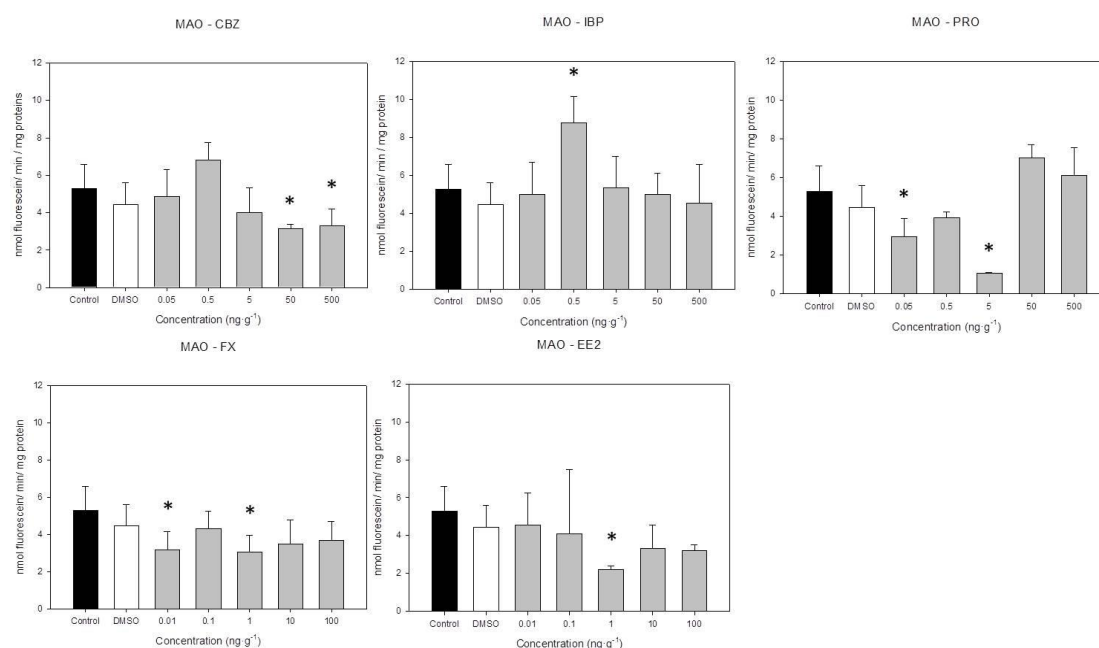 MAO - CBZ
nmol fluorescein/ min / mg proteins
12
10
8
6
4
2
0
*
*
Control DMSO 0.05 0.5 5 50 500
Concentration (ng·g-1)
MAO - IBP
nmol fluorescein/ min/ mg protein
12
10
8
6
4
2
0
*
Control DMSO 0.05 0.5 5 50 500
Concentration (ng·g-1)
MAO - PRO
nmol fluorescein/ min/ mg protein
12
10
8
6
4
2
0
*
*
Control DMSO 0.05 0.5 5 50 500
Concentration (ng·g-1)
MAO - FX
nmol fluorescein/ min/ mg protein
12
10
8
6
4
2
0
*
*
Control DMSO 0.01 0.1 1 10 100
Concentration (ng·g-1)
MAO - EE2
nmol fluorescein/ min/ mg protein
12
10
8
6
4
2
0
*
Control DMSO 0.01 0.1 1 10 100
Concentration (ng·g-1)